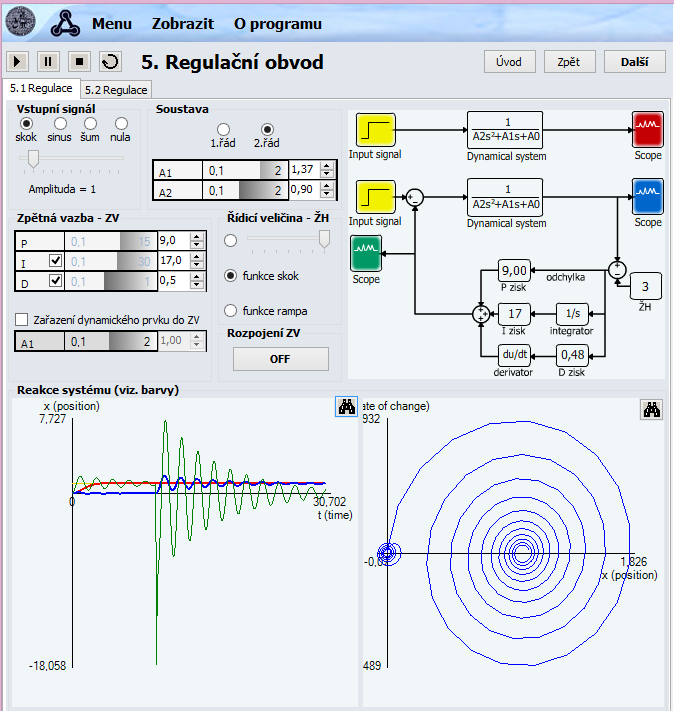 Menu Zobrazit O programu
5. Regulační obvod
Úvod Zpět Další
5.1 Regulace 5.2 Regulace
Vstupní signál
skok sinus šum nula
Amplituda = 1
Soustava
1.řád 2.řád
A1 0,1 2 1,37
A2 0,1 2 0,90
Zpětná vazba - ZV
P 0,1 15 9,0
I 0,1 30 17,0
D 0,1 1 0,5
Zařazení dynamického prvku do ZV
A1 0,1 2 1,00
Řídicí veličina - ŽH
funkce skok
funkce rampa
Rozpojení ZV
OFF
Input signal
1
A2s²+A1s+A0
Dynamical system
Scope
Input signal
1
A2s²+A1s+A0
Dynamical system
Scope
Scope
9,00
P zisk
odchylka
3
ŽH
17
I zisk
1/s
integrator
du/dt
derivator
0,48
D zisk
Reakce systému (viz. barvy)
x (position)
7,727
0
30,702
t (time)
-18,058
ate of change)
932
-0,0
1,826
x (position)
489